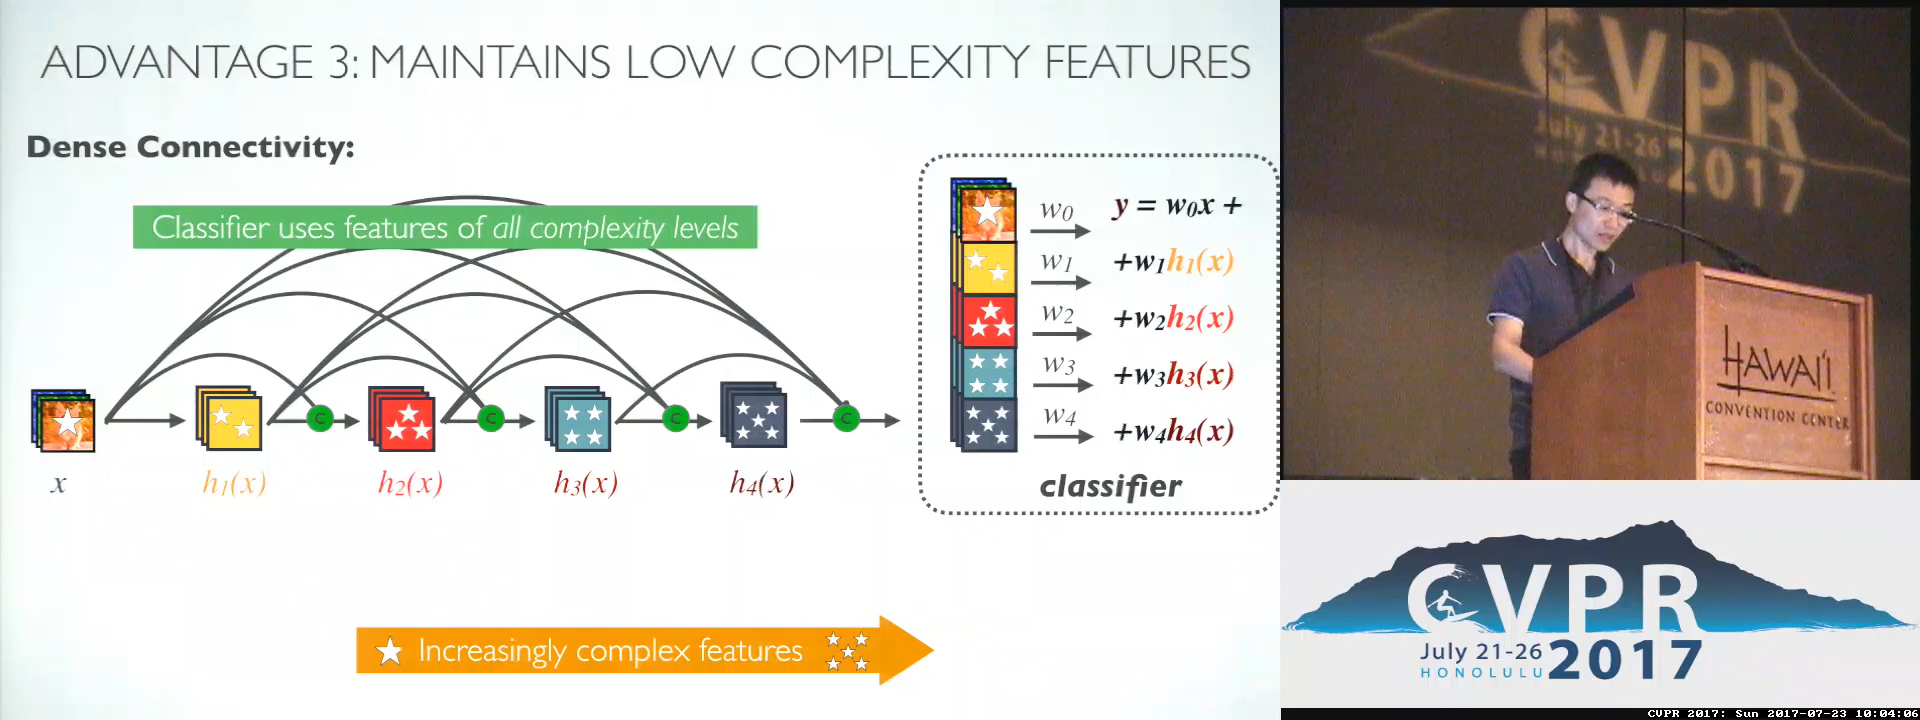 ADVANTAGE 3: MAINTAINS LOW COMPLEXITY FEATURES
Dense Connectivity:
Classifier uses features of all complexity levels
x
h1(x)
h2(x)
h3(x)
h4(x)
C
C
C
C
w0
y = w0x +
w1
+w1h1(x)
w2
+w2h2(x)
w3
+w3h3(x)
w4
+w4h4(x)
classifier
Increasingly complex features
CVPR
July 21-26
2017
HAWAI'I
CONVENTION CENTER
CVPR
July 21-26
HONOLULU
2017
CVPR 2017: Sun 2017-07-23 10:04:06